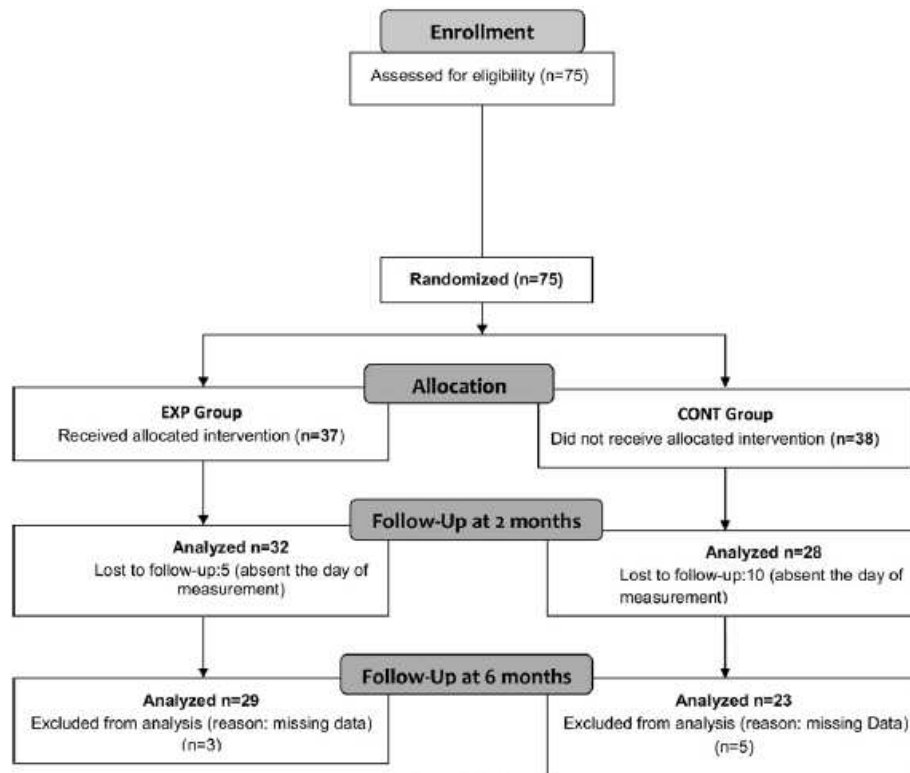 Enrollment
Assessed for eligibility (n=75)
Randomized (n=75)
Allocation
EXP Group
Received allocated intervention (n=37)
CONT Group
Did not receive allocated intervention (n=38)
Follow-Up at 2 months
Analyzed n=32
Lost to follow-up:5 (absent the day of
measurement)
Analyzed n=28
Lost to follow-up:10 (absent the day of
measurement)
Follow-Up at 6 months
Analyzed n=29
Excluded from analysis (reason: missing data)
(n=3)
Analyzed n=23
Excluded from analysis (reason: missing Data)
(n=5)